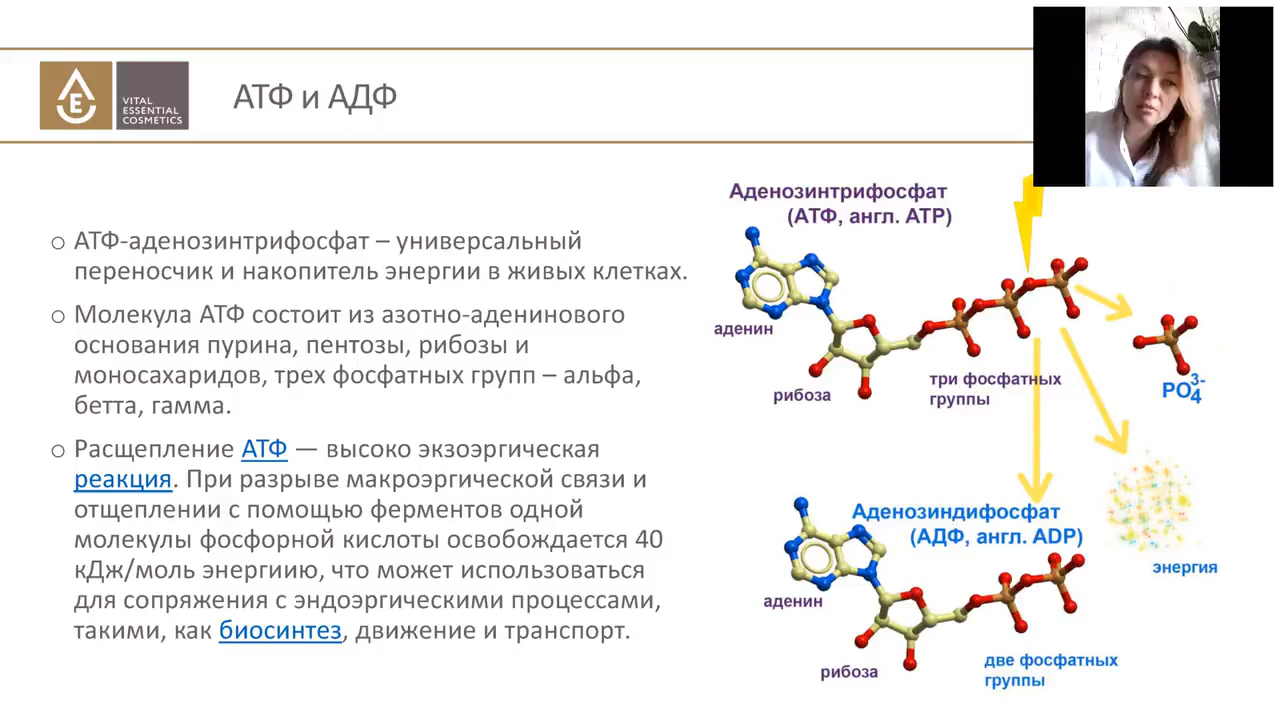 VITAL
ESSENTIAL
COSMETICS
E
АТФ и АДФ
○ АТФ-аденозинтрифосфат – универсальный
переносчик и накопитель энергии в живых клетках.
○ Молекула АТФ состоит из азотно-аденинового
основания пурина, пентозы, рибозы и
моносахаридов, трех фосфатных групп – альфа,
бетта, гамма.
○ Расщепление АТФ — высоко экзоэргическая
реакция. При разрыве макроэргической связи и
отщеплении с помощью ферментов одной
молекулы фосфорной кислоты освобождается 40
кДж/моль энергиию, что может использоваться
для сопряжения с эндоэргическими процессами,
такими, как биосинтез, движение и транспорт.
Аденозинтрифосфат
(АТФ, англ. ATP)
аденин
рибоза
три фосфатных
группы
PO₄³⁻
Аденозиндифосфат
(АДФ, англ. ADP)
энергия
аденин
рибоза
две фосфатных
группы